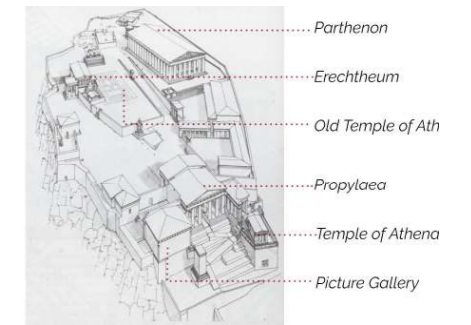 Parthenon
Erechtheum
Old Temple of Ath
Propylaea
Temple of Athena
Picture Gallery